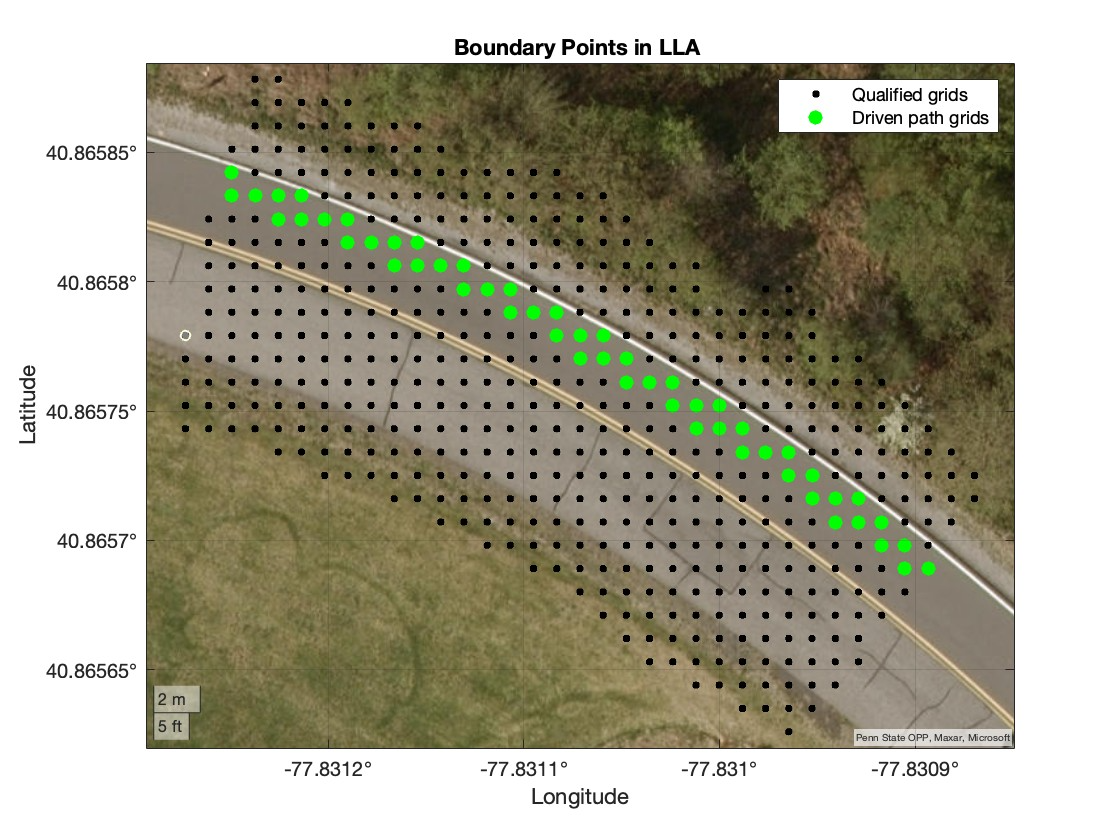 Boundary Points in LLA
Qualified grids
Driven path grids
40.86585°
40.8658°
40.86575°
40.8657°
40.86565°
Latitude
2 m
5 ft
Penn State OPP, Maxar, Microsoft
-77.8312°
-77.8311°
-77.831°
-77.8309°
Longitude